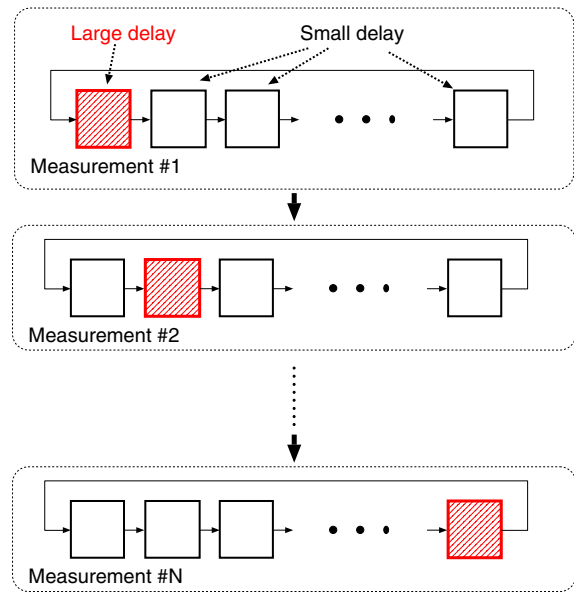 Large delay
Small delay
Measurement #1
Measurement #2
Measurement #N